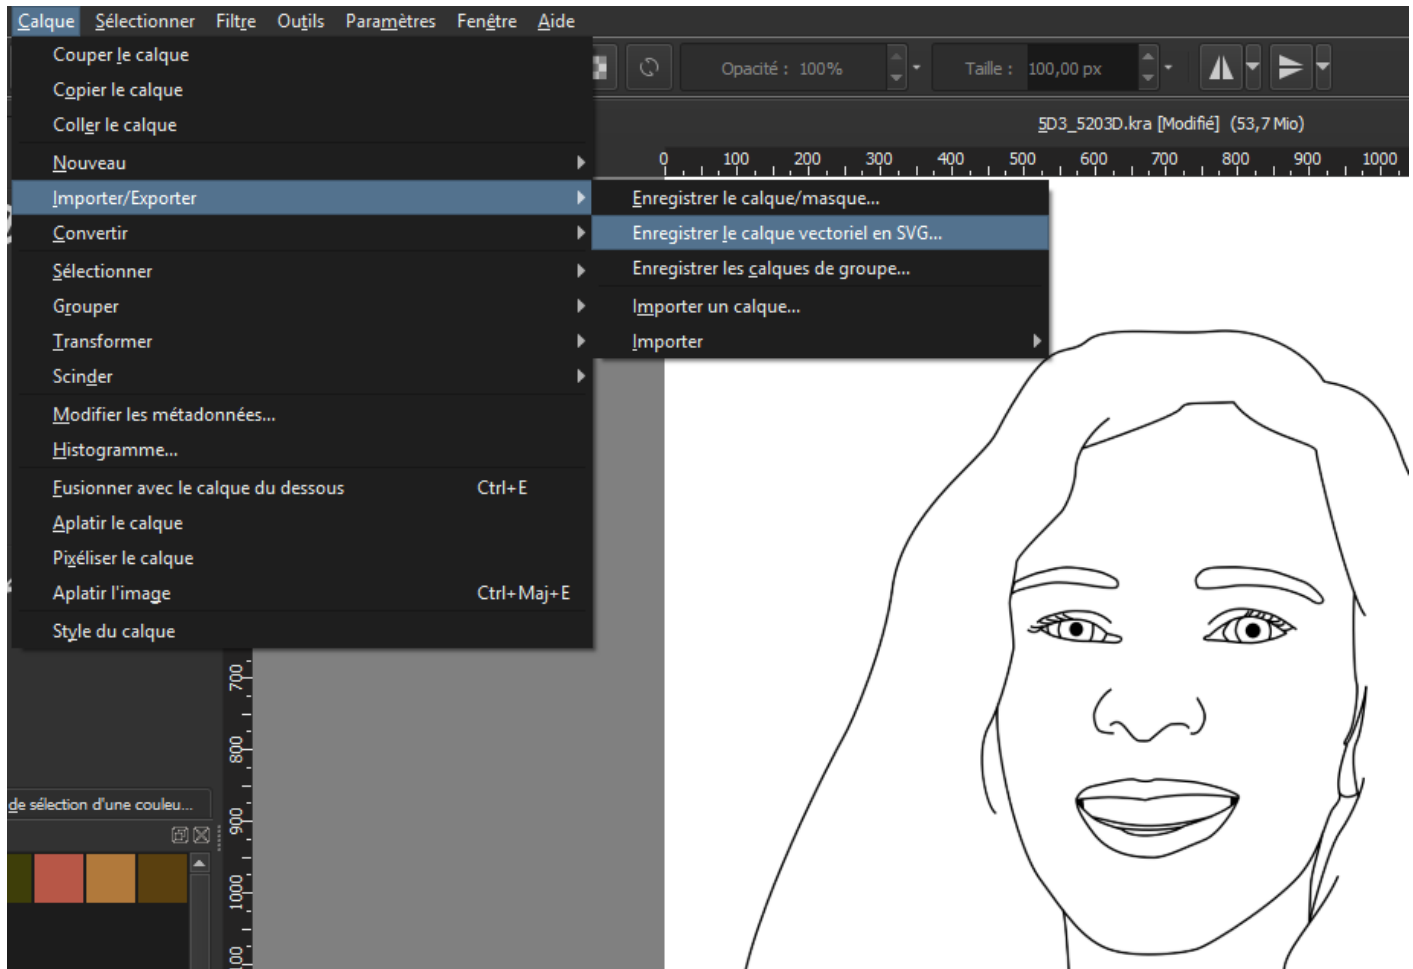 Calque Sélectionner Filtre Outils Paramètres Fenêtre Aide
Couper le calque
Copier le calque
Coller le calque
Nouveau
Importer/Exporter
Convertir
Sélectionner
Grouper
Transformer
Scinder
Modifier les métadonnées...
Histogramme...
Fusionner avec le calque du dessous Ctrl+E
Aplatir le calque
Pixéliser le calque
Aplatir l'image Ctrl+Maj+E
Style du calque
Opacité : 100% Taille : 100,00 px
5D3_5203D.kra [Modifié] (53,7 Mio)
0 100 200 300 400 500 600 700 800 900 1000
Enregistrer le calque/masque...
Enregistrer le calque vectoriel en SVG...
Enregistrer les calques de groupe...
Importer un calque...
Importer
700
800
900
1000
100
de sélection d'une couleu...